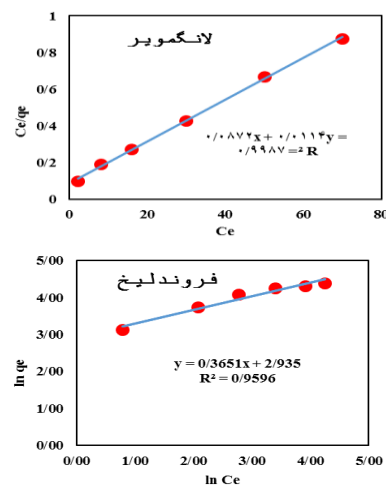 لانگمویر
1
0/8
0/6
0/4
0/2
0
Ce/qe
۰/۰۸۷۲x + ۰/۰۱۱۴y =
۰/۹۹۸۷ =² R
0 20 40 60 80
Ce
فروندلیخ
5/00
4/00
3/00
2/00
1/00
0/00
ln qe
y = 0/3651x + 2/935
R² = 0/9596
0/00 1/00 2/00 3/00 4/00
ln Ce